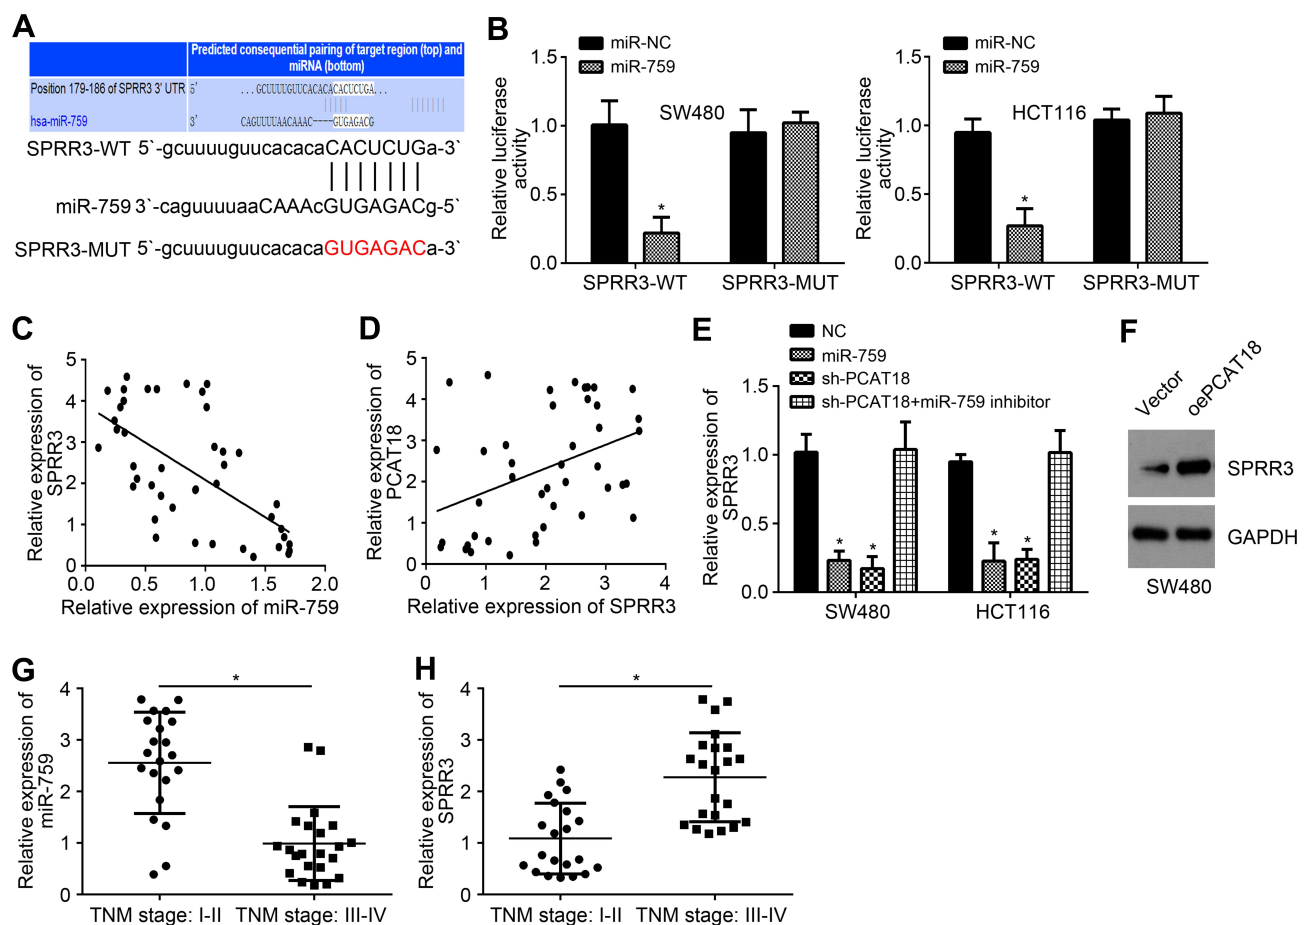 A
Predicted consequential pairing of target region (top) and
miRNA (bottom)
Position 179-186 of SPRR3 3' UTR 5' ...GCUUUUGUUCACACACACUCUGA...
hsa-miR-759 3' CAGUUUUAACAAAC----GUGAGACG
SPRR3-WT 5`-gcuuuuguucacacaCACUCUGa-3`
miR-759 3`-caguuuuaaCAAAcGUGAGACg-5`
SPRR3-MUT 5`-gcuuuuguucacacaGUGAGACa-3`
B
miR-NC
miR-759
SW480
Relative luciferase
activity
1.5
1.0
0.5
0.0
*
SPRR3-WT SPRR3-MUT
miR-NC
miR-759
HCT116
Relative luciferase
activity
1.5
1.0
0.5
0.0
*
SPRR3-WT SPRR3-MUT
C
Relative expression of
SPRR3
5
4
3
2
1
0
0.0 0.5 1.0 1.5 2.0
Relative expression of miR-759
D
Relative expression of
PCAT18
5
4
3
2
1
0
0 1 2 3 4
Relative expression of SPRR3
E
NC
miR-759
sh-PCAT18
sh-PCAT18+miR-759 inhibitor
Relative expression of
SPRR3
1.5
1.0
0.5
0.0
* * * *
SW480 HCT116
F
Vector
oePCAT18
SPRR3
GAPDH
SW480
G
Relative expression of
miR-759
4
3
2
1
0
*
TNM stage: I-II TNM stage: III-IV
H
Relative expression of
SPRR3
4
3
2
1
0
*
TNM stage: I-II TNM stage: III-IV